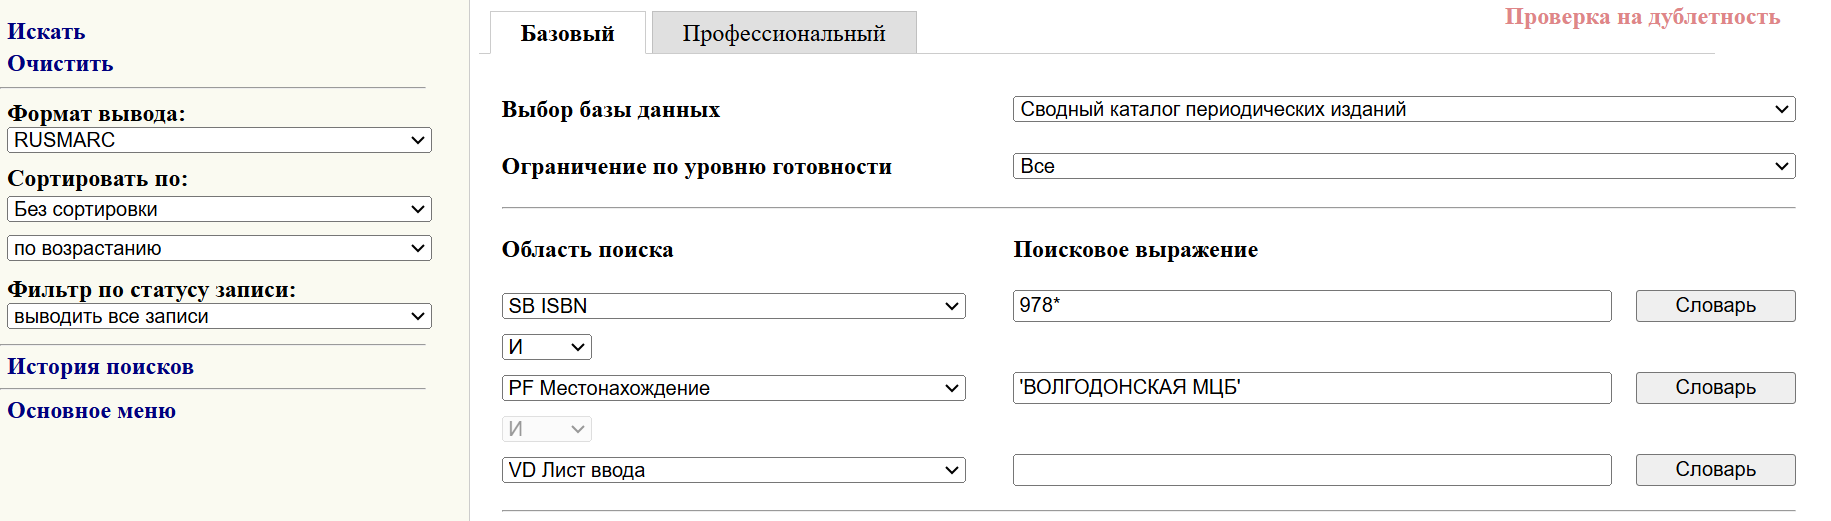 Искать
Очистить
Формат вывода:
RUSMARC
Сортировать по:
Без сортировки
по возрастанию
Фильтр по статусу записи:
выводить все записи
История поисков
Основное меню
Базовый Профессиональный
Проверка на дублетность
Выбор базы данных Сводный каталог периодических изданий
Ограничение по уровню готовности Все
Область поиска Поисковое выражение
SB ISBN 978* Словарь
И
PF Местонахождение 'ВОЛГОДОНСКАЯ МЦБ' Словарь
И
VD Лист ввода Словарь